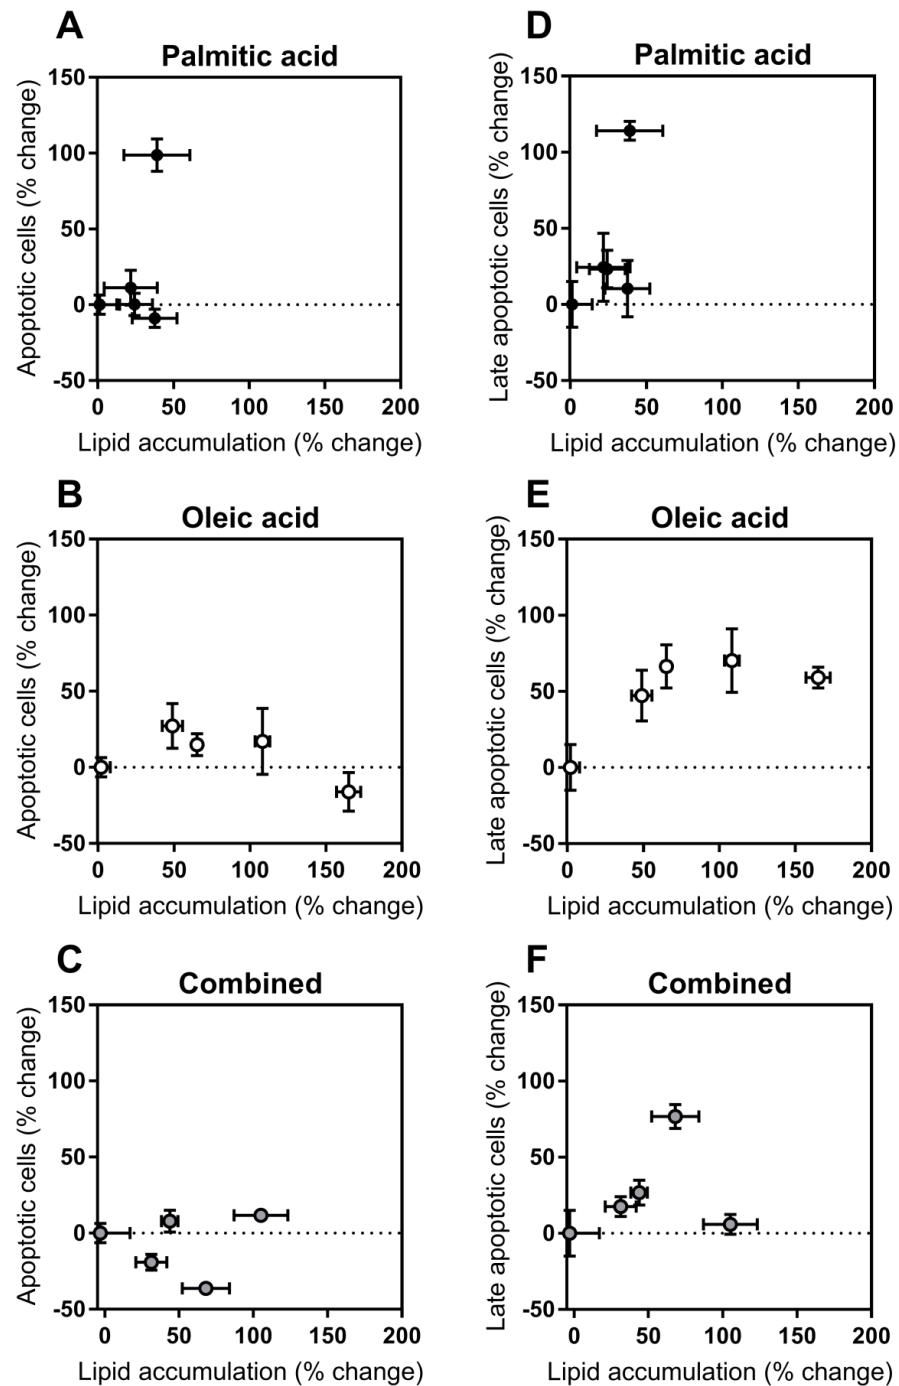 A
Palmitic acid
Apoptotic cells (% change)
150
100
50
0
-50
0 50 100 150 200
Lipid accumulation (% change)
D
Palmitic acid
Late apoptotic cells (% change)
150
100
50
0
-50
0 50 100 150 200
Lipid accumulation (% change)
B
Oleic acid
Apoptotic cells (% change)
150
100
50
0
-50
0 50 100 150 200
Lipid accumulation (% change)
E
Oleic acid
Late apoptotic cells (% change)
150
100
50
0
-50
0 50 100 150 200
Lipid accumulation (% change)
C
Combined
Apoptotic cells (% change)
150
100
50
0
-50
0 50 100 150 200
Lipid accumulation (% change)
F
Combined
Late apoptotic cells (% change)
150
100
50
0
-50
0 50 100 150 200
Lipid accumulation (% change)